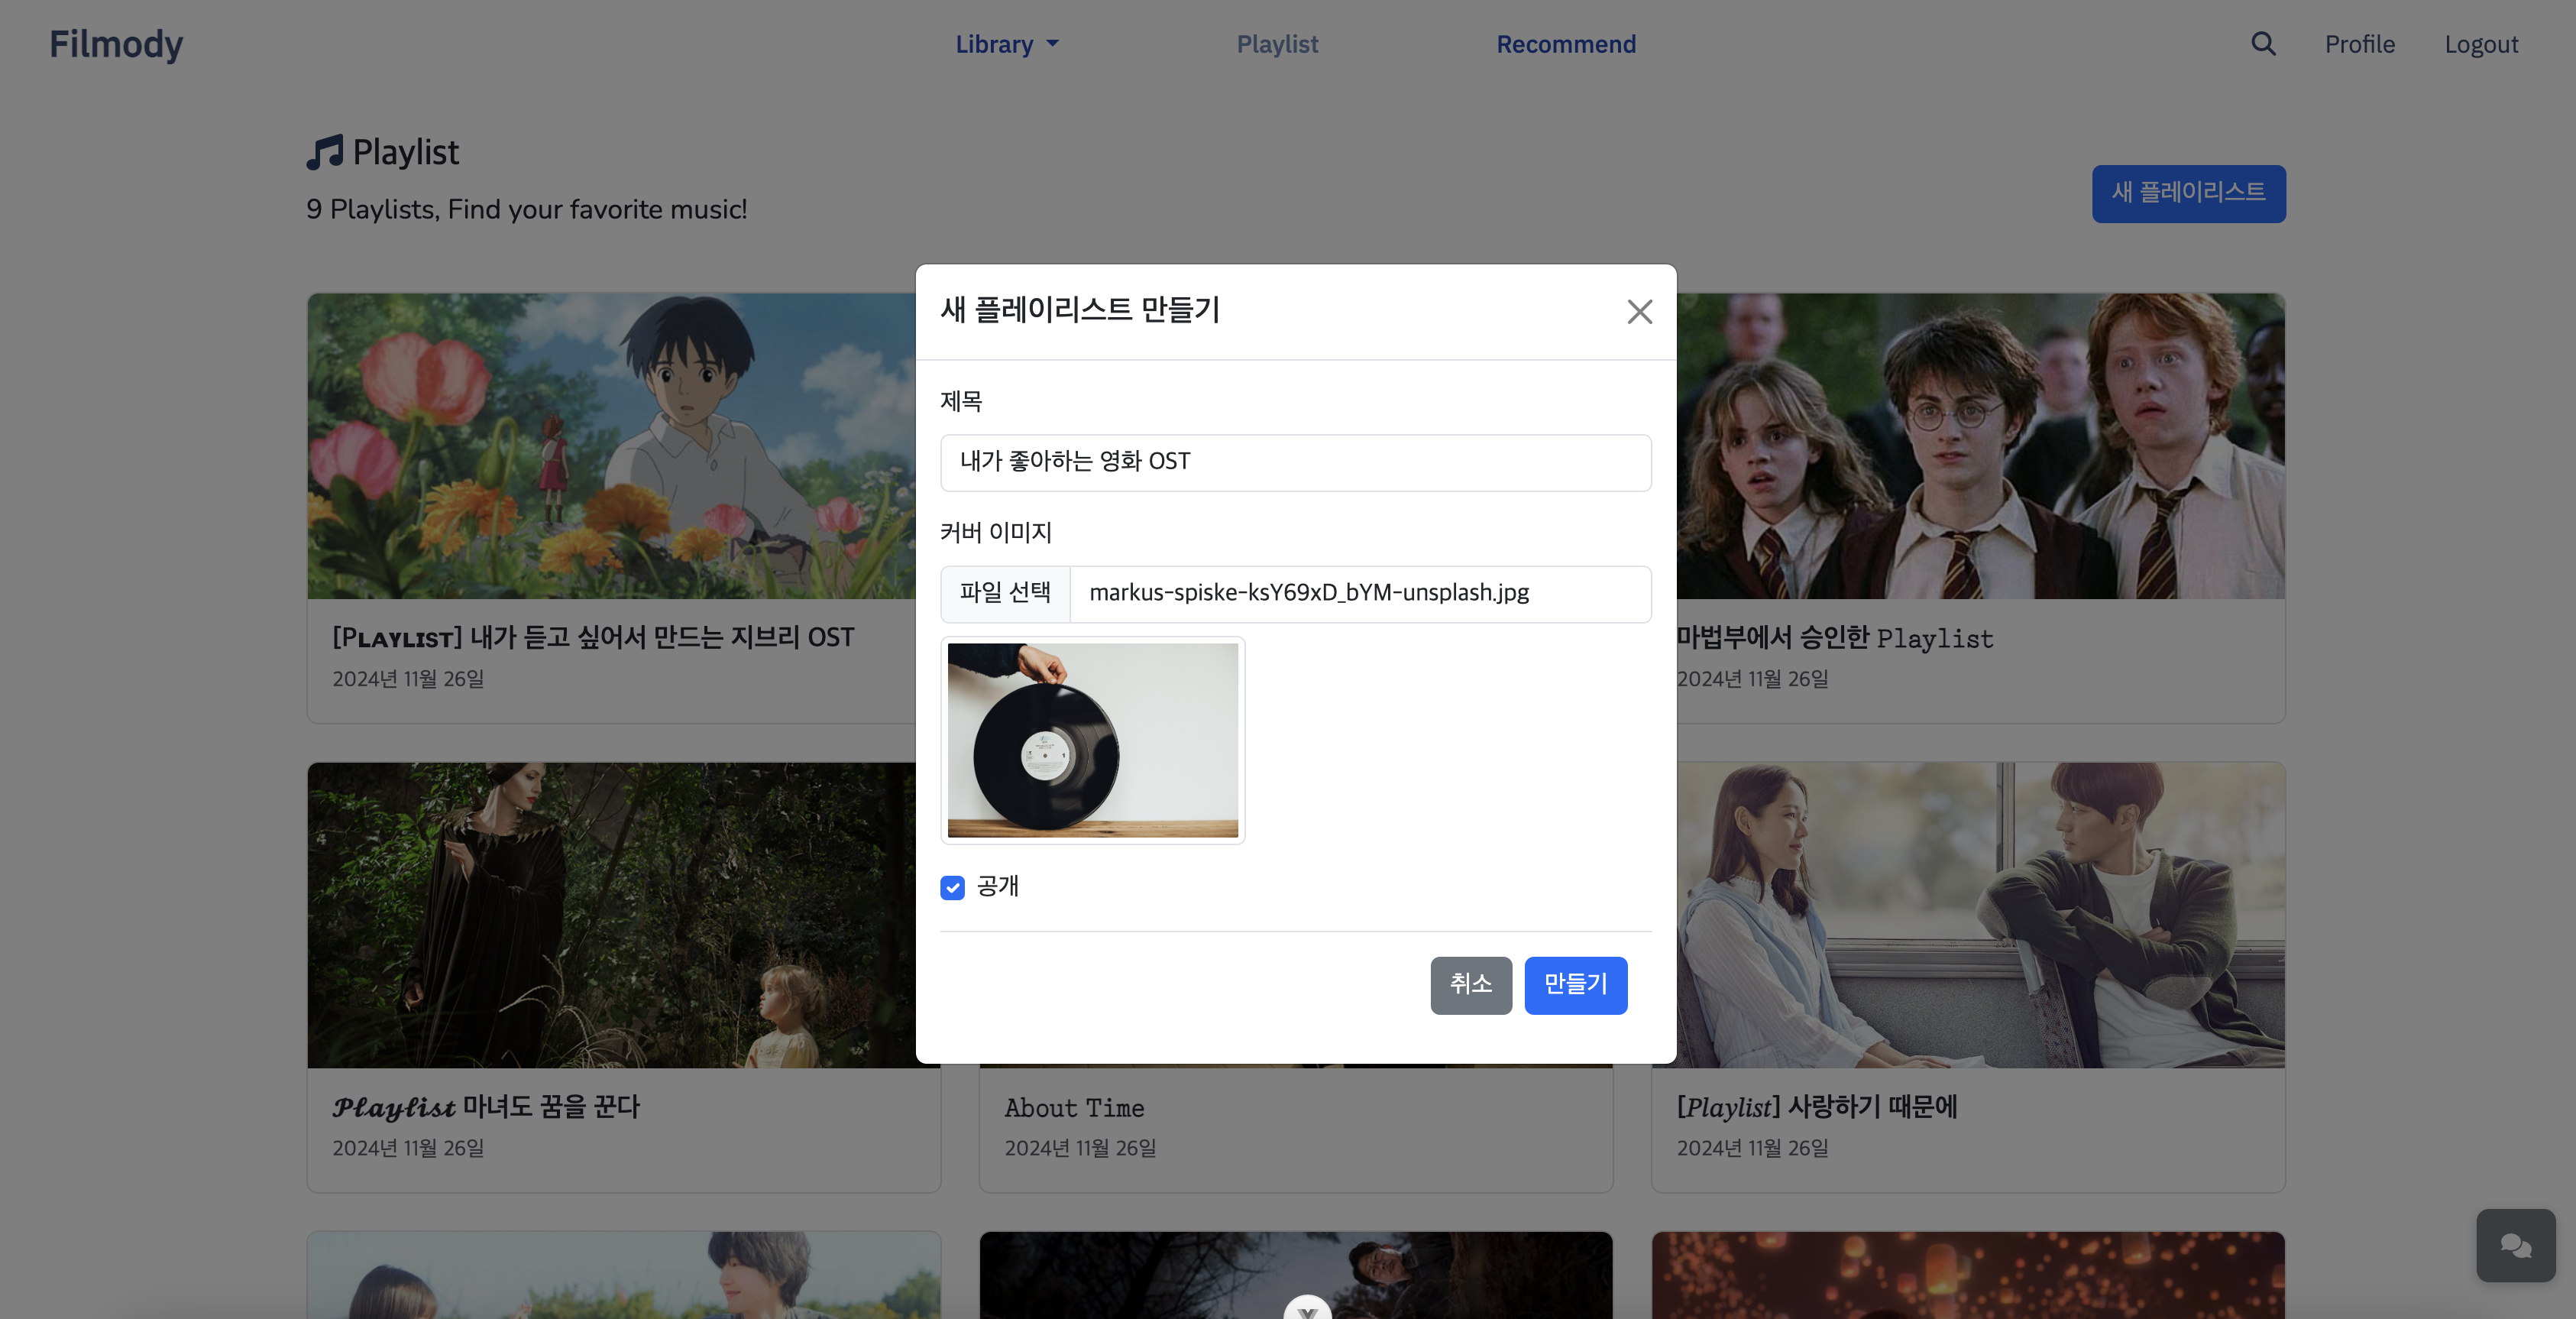 Filmody
Library
Playlist
Recommend
Profile
Logout
Playlist
9 Playlists, Find your favorite music!
새 플레이리스트
새 플레이리스트 만들기
제목
내가 좋아하는 영화 OST
커버 이미지
파일 선택 markus-spiske-ksY69xD_bYM-unsplash.jpg
공개
취소
만들기
[Pʟᴀʏʟɪsᴛ] 내가 듣고 싶어서 만드는 지브리 OST
2024년 11월 26일
마법부에서 승인한 𝙿𝚕𝚊𝚢𝚕𝚒𝚜𝚝
2024년 11월 26일
𝓟𝓵𝓪𝔂𝓵𝓲𝓼𝓽 마녀도 꿈을 꾼다
2024년 11월 26일
𝙰𝚋𝚘𝚞𝚝 𝚃𝚒𝚖𝚎
2024년 11월 26일
[𝑃𝑙𝑎𝑦𝑙𝑖𝑠𝑡] 사랑하기 때문에
2024년 11월 26일